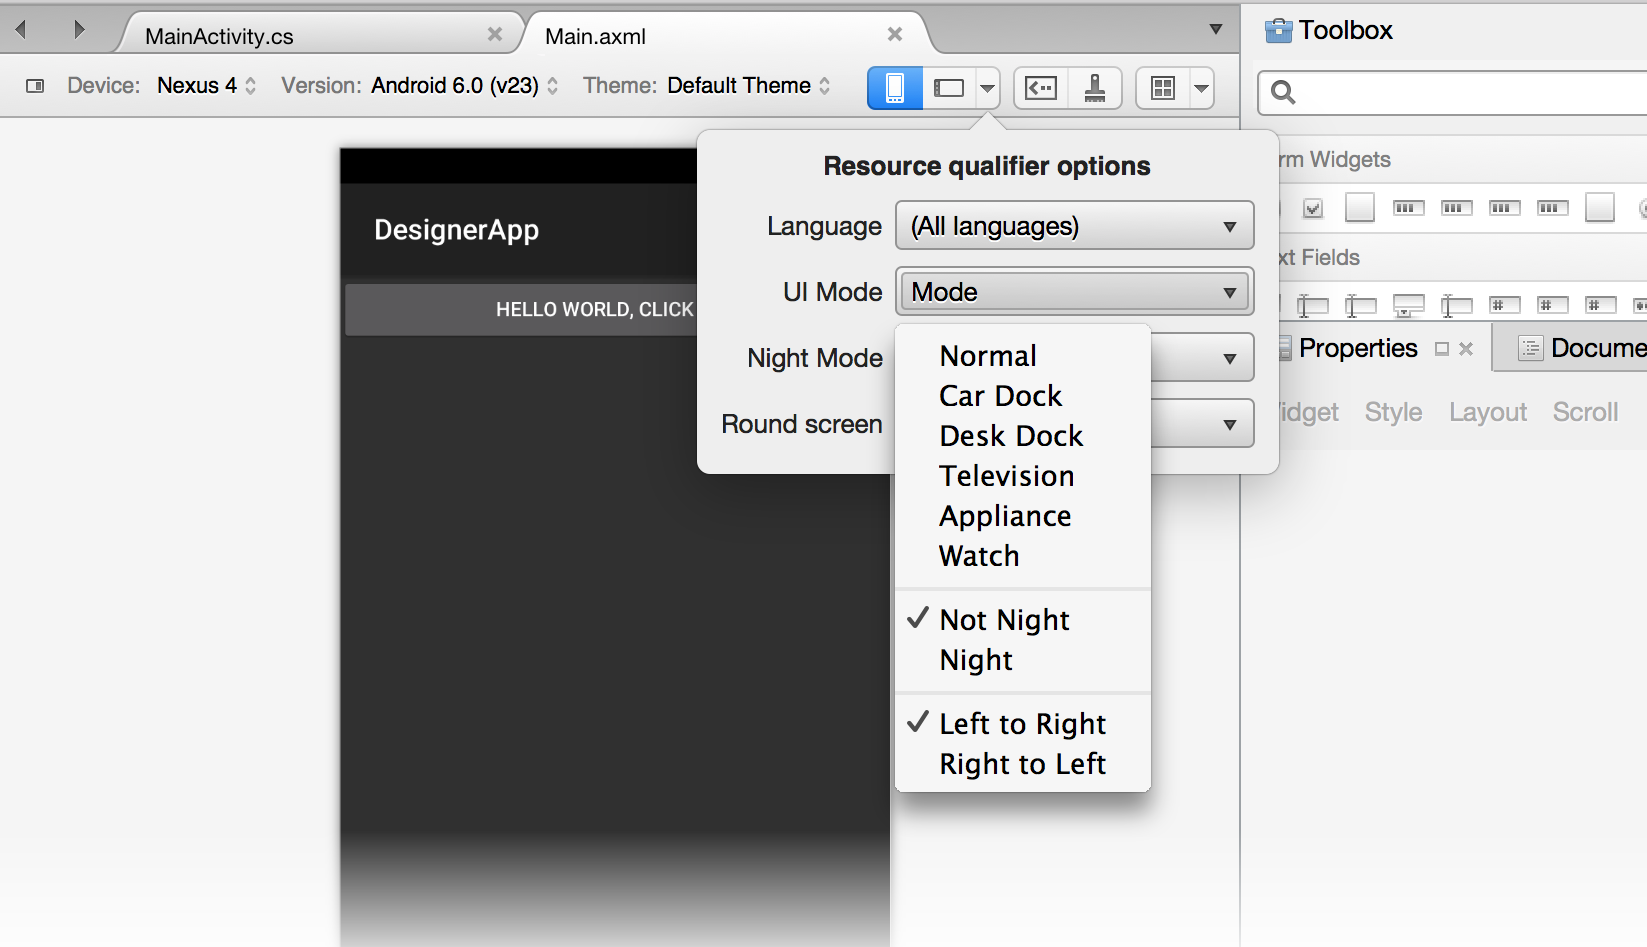 MainActivity.cs
Main.axml
Toolbox
Device: Nexus 4 Version: Android 6.0 (v23) Theme: Default Theme
Resource qualifier options
Language (All languages)
UI Mode Mode
Night Mode
Round screen
Normal
Car Dock
Desk Dock
Television
Appliance
Watch
Not Night
Night
Left to Right
Right to Left
DesignerApp
HELLO WORLD, CLICK
rm Widgets
xt Fields
Properties
Docume
idget Style Layout Scroll